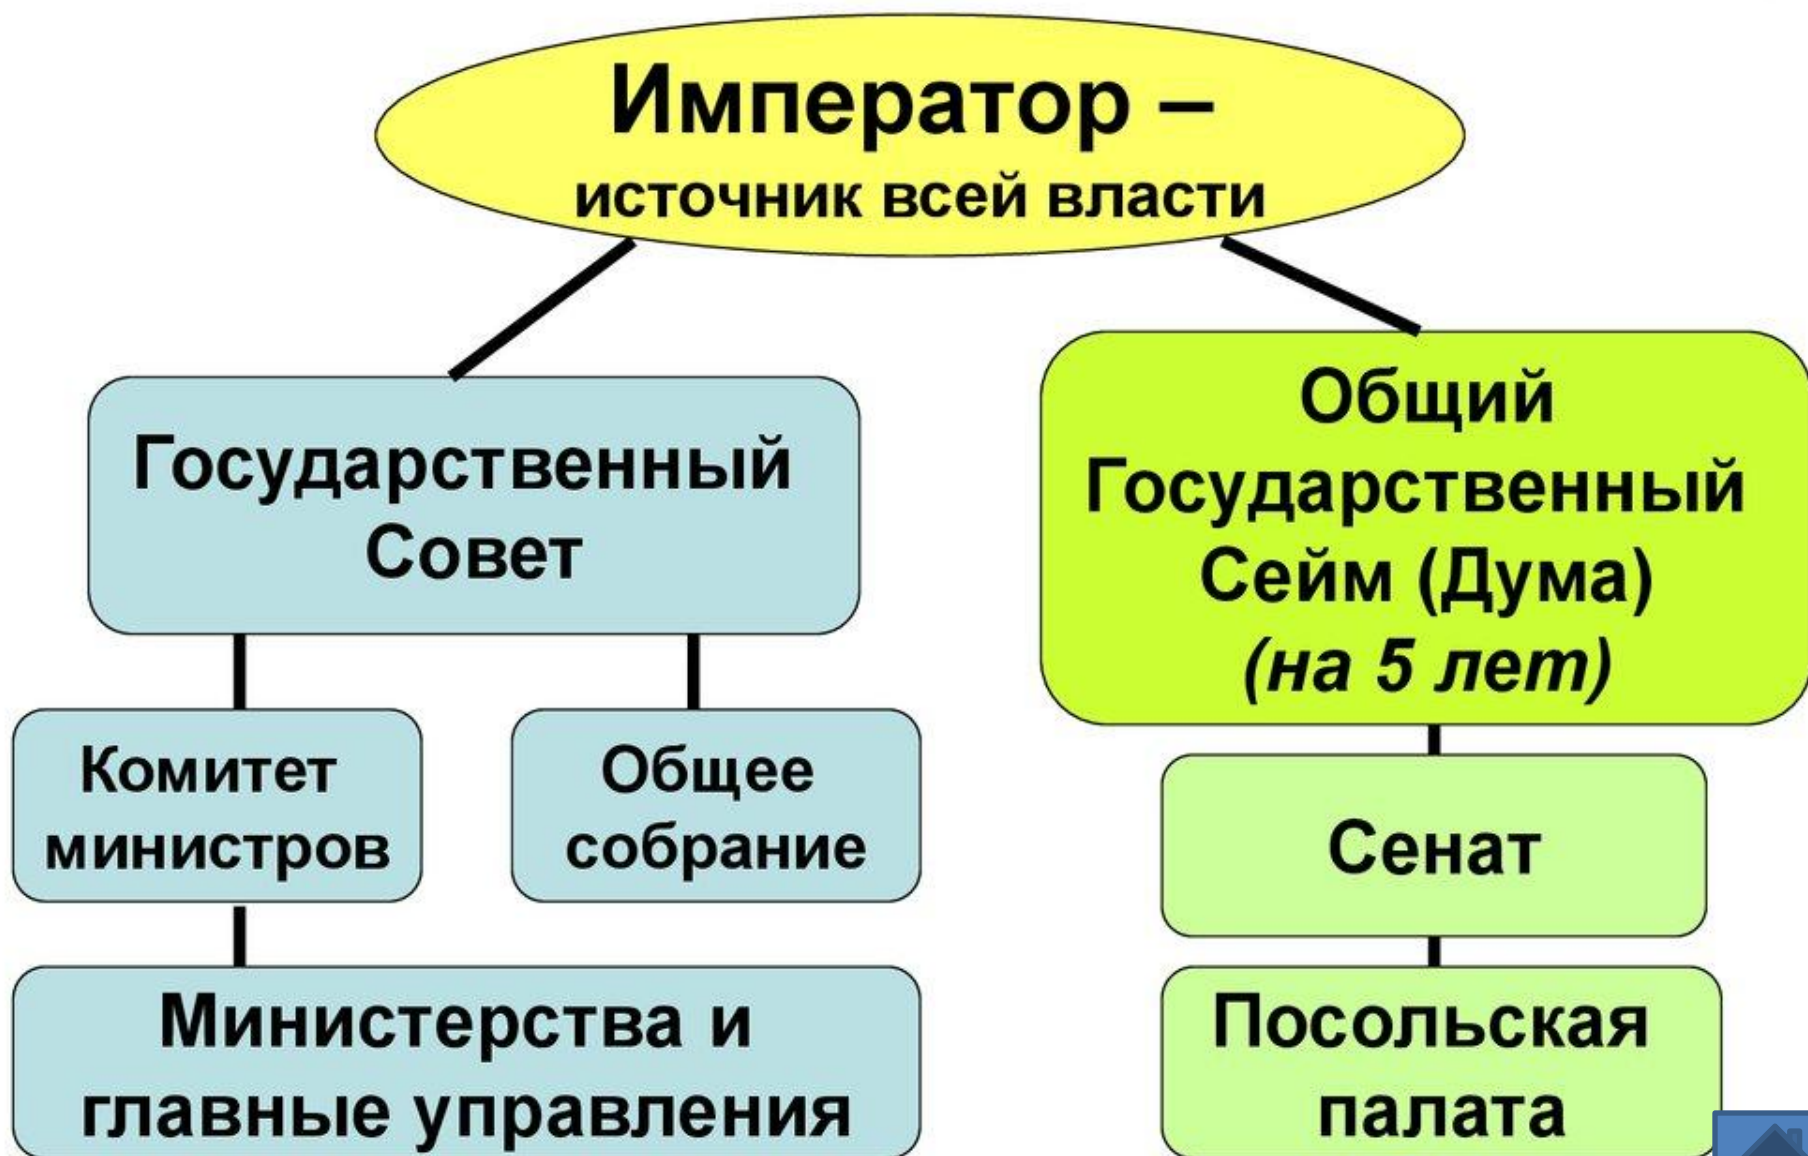 Император –
источник всей власти
Государственный
Совет
Общий
Государственный
Сейм (Дума)
(на 5 лет)
Комитет
министров
Общее
собрание
Сенат
Министерства и
главные управления
Посольская
палата